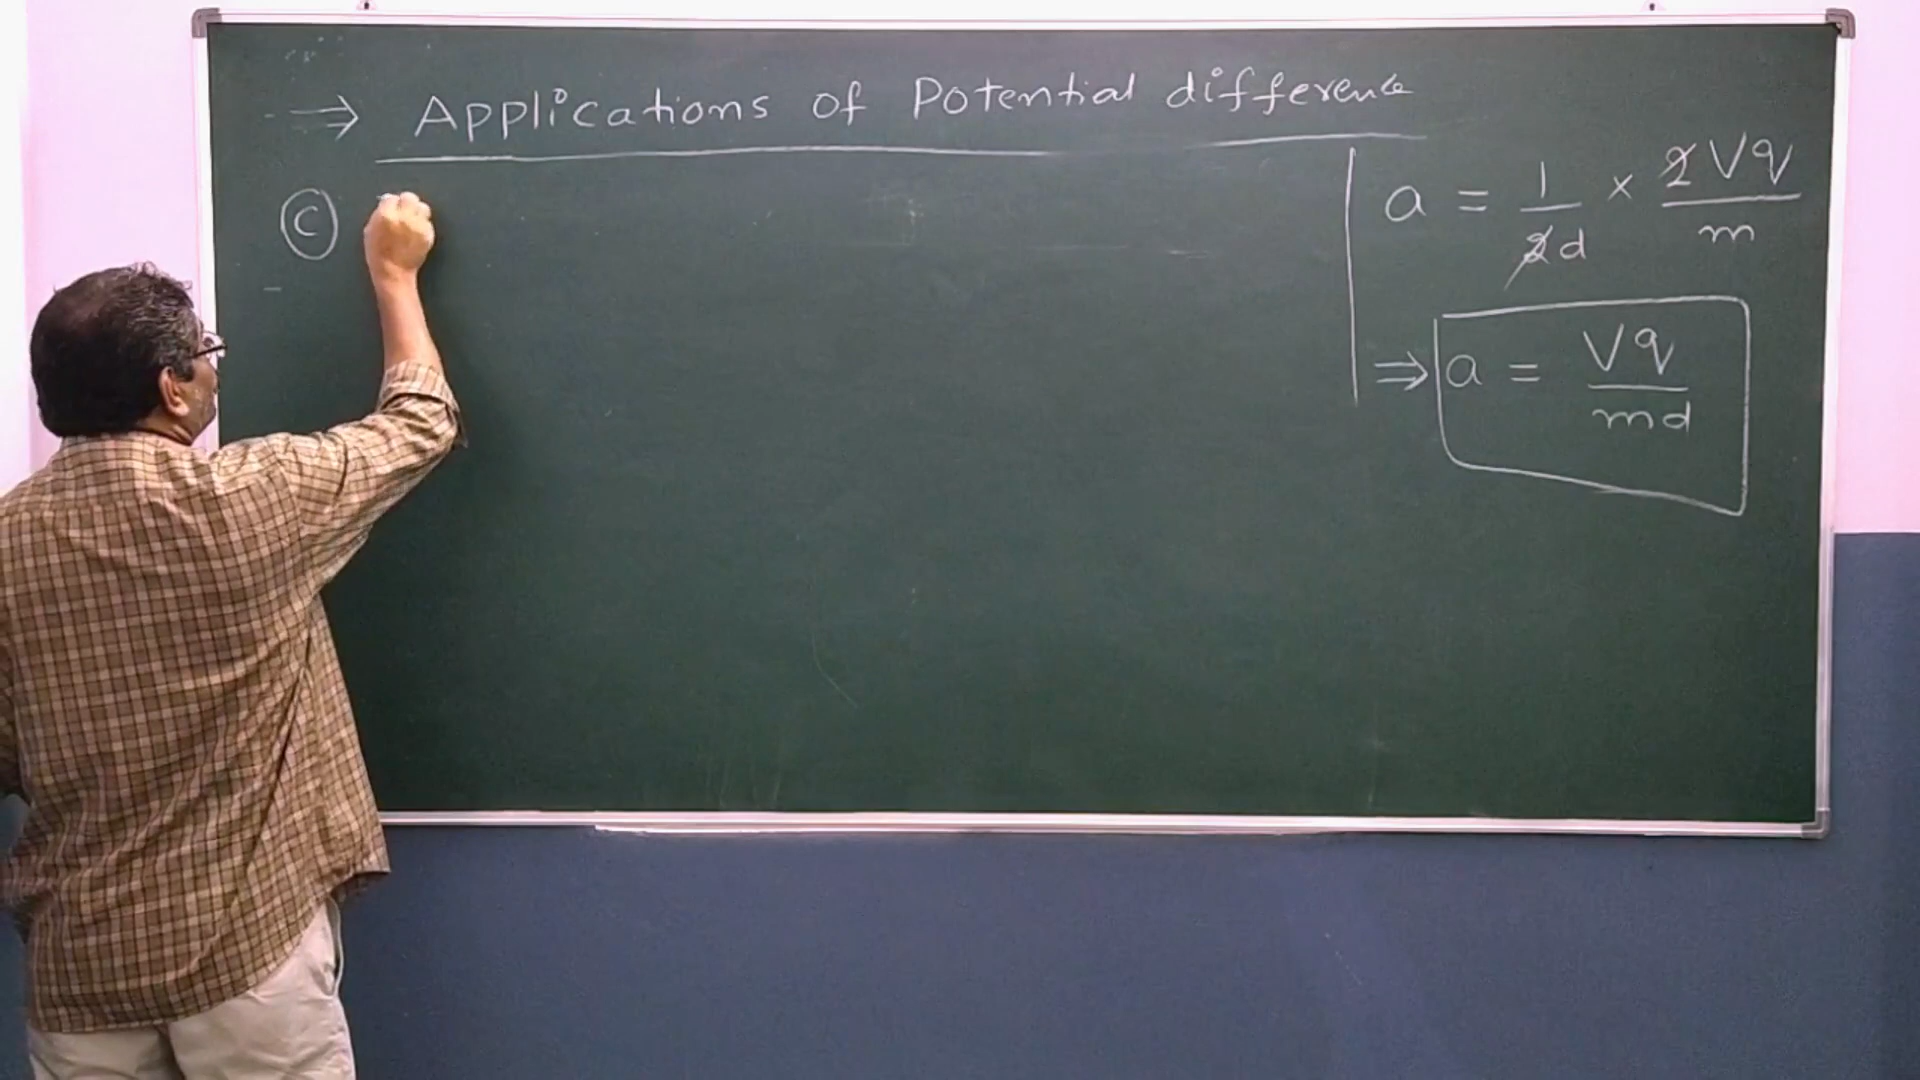 ⇒ Applications of Potential difference
(C)
a = 1/2d × 2Vq/m
⇒ a = Vq/md